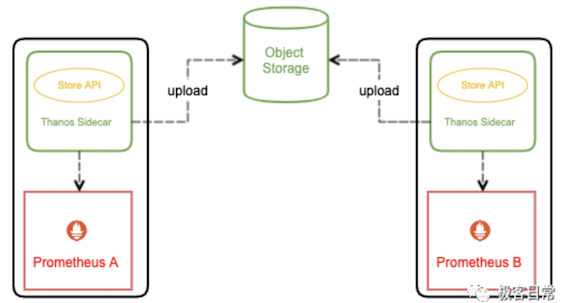 Object
Storage
Store API
Thanos Sidecar
upload
upload
Store API
Thanos Sidecar
Prometheus A
Prometheus B
极客日常